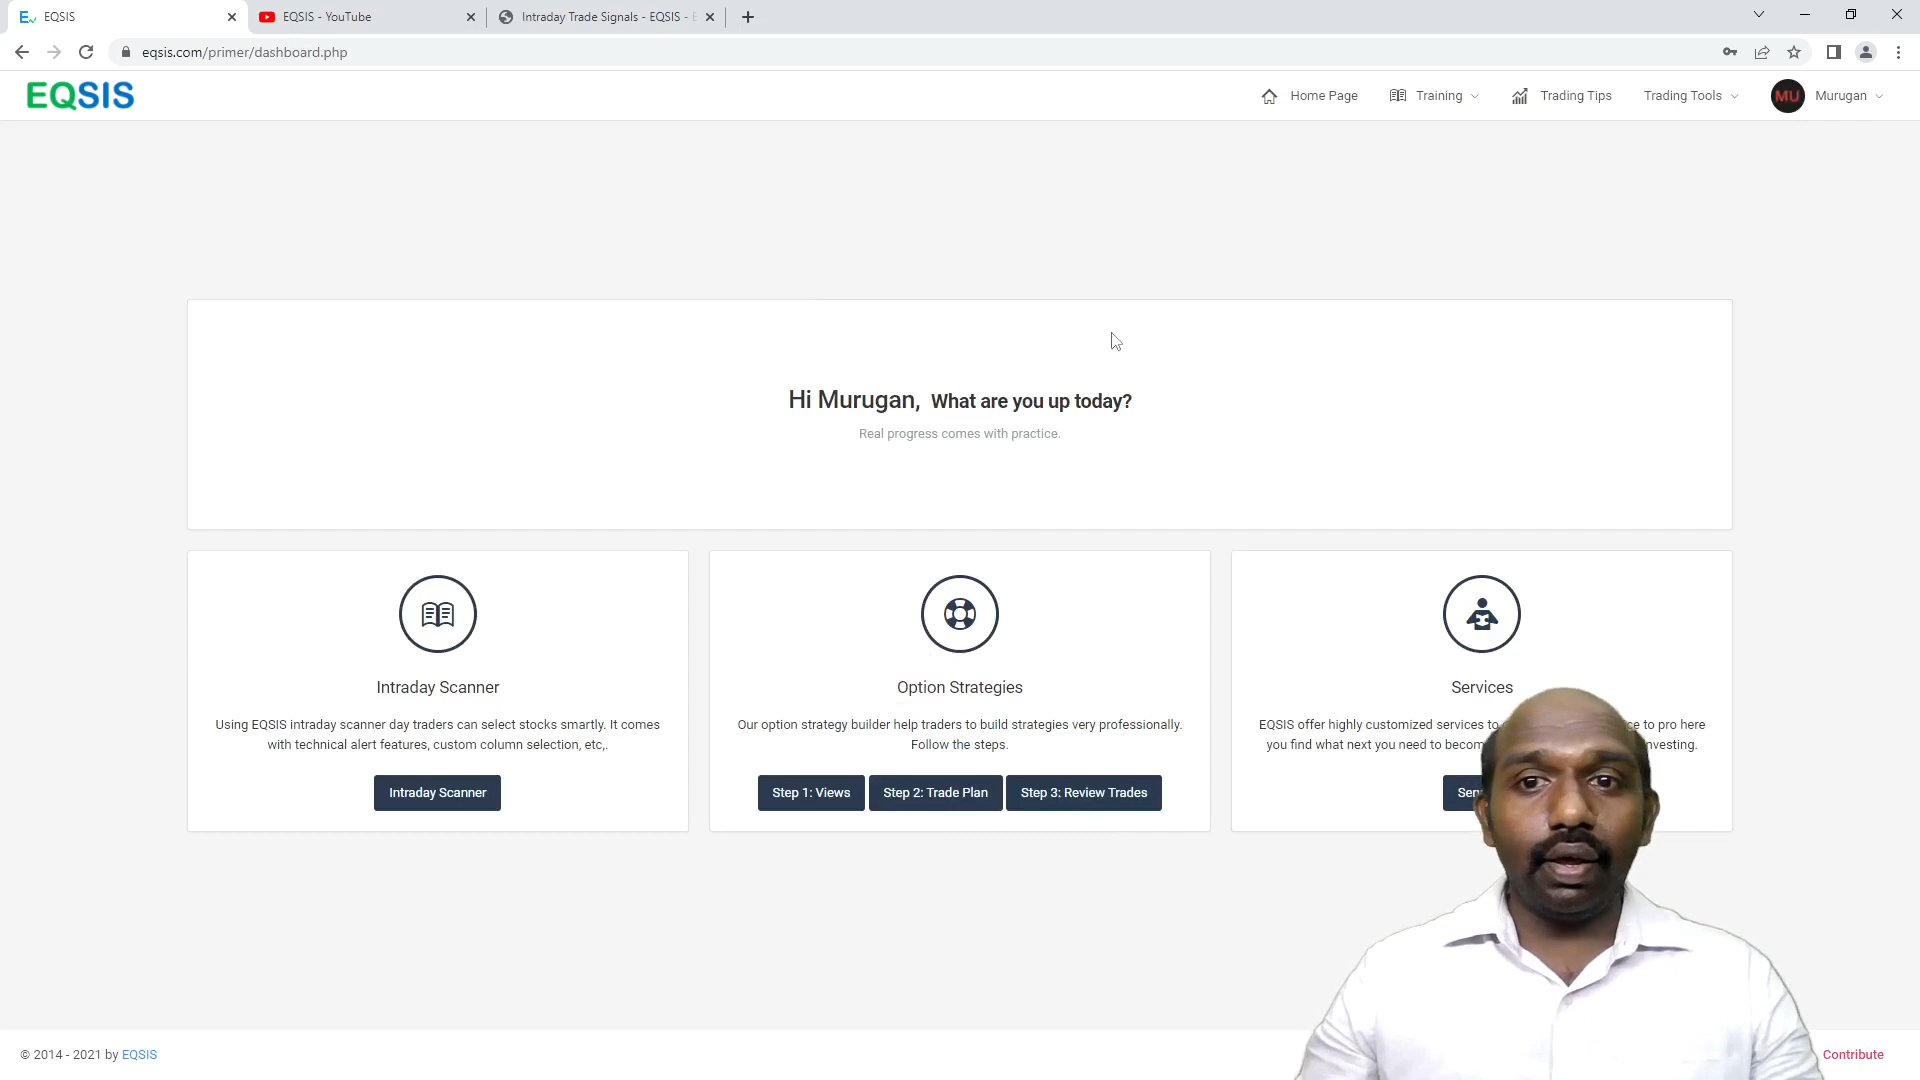 EQSIS
EQSIS - YouTube
Intraday Trade Signals - EQSIS -
eqsis.com/primer/dashboard.php
EQSIS
Home Page
Training
Trading Tips
Trading Tools
MU
Murugan
Hi Murugan, What are you up today?
Real progress comes with practice.
Intraday Scanner
Using EQSIS intraday scanner day traders can select stocks smartly. It comes
with technical alert features, custom column selection, etc,.
Intraday Scanner
Option Strategies
Our option strategy builder help traders to build strategies very professionally.
Follow the steps.
Step 1: Views
Step 2: Trade Plan
Step 3: Review Trades
Services
EQSIS offer highly customized services to to pro here
you find what next you need to
© 2014 - 2021 by EQSIS
Contribute